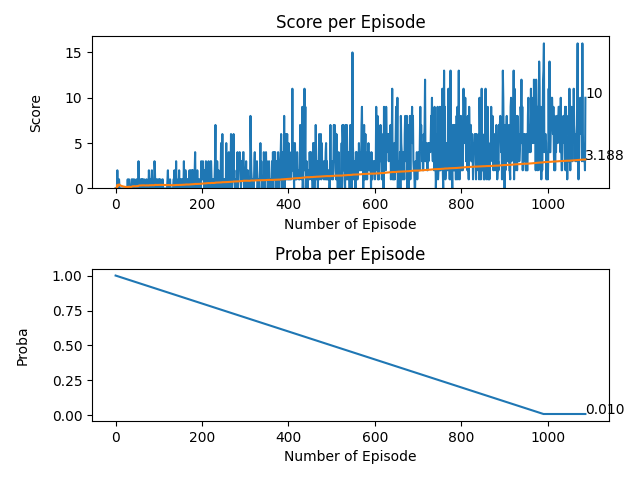 Score per Episode
Score
15
10
5
0
10
3.188
0 200 400 600 800 1000
Number of Episode
Proba per Episode
Proba
1.00
0.75
0.50
0.25
0.00
0.010
0 200 400 600 800 1000
Number of Episode